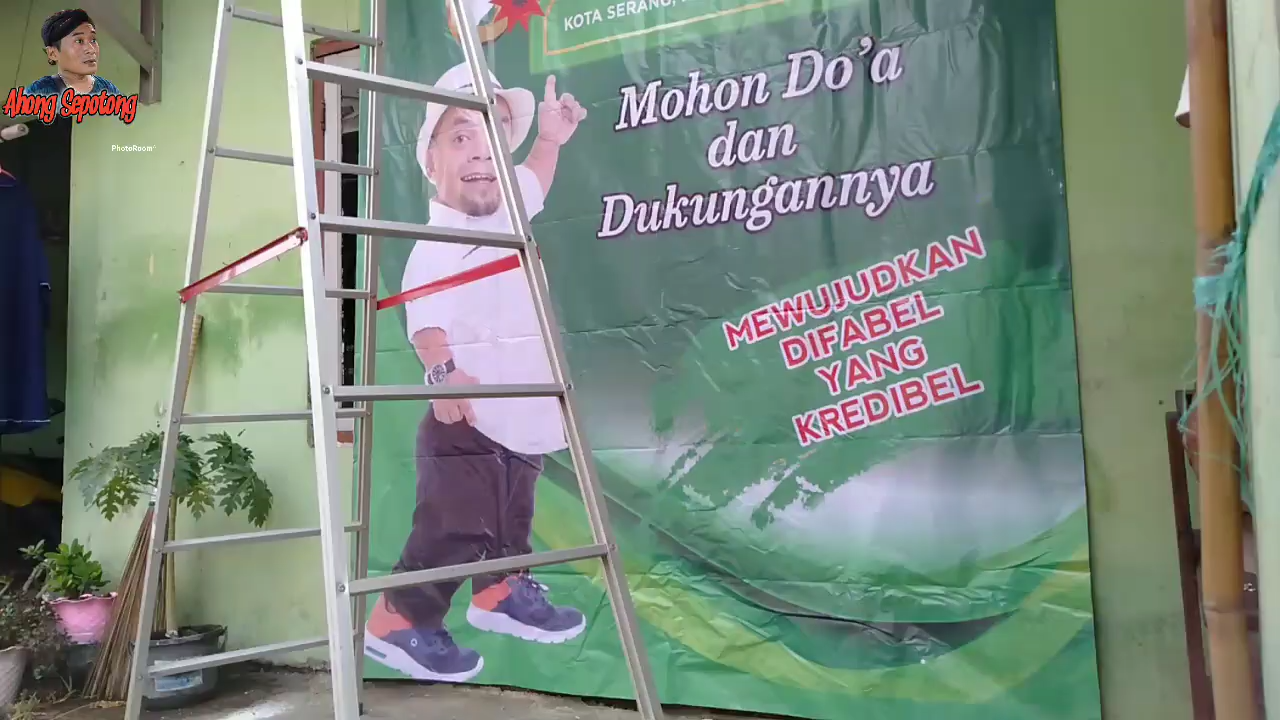 Ahong Sepotong
PhotoRoom
KOTA SERANG,
Mohon Do'a
dan
Dukungannya
MEWUJUDKAN
DIFABEL
YANG
KREDIBEL